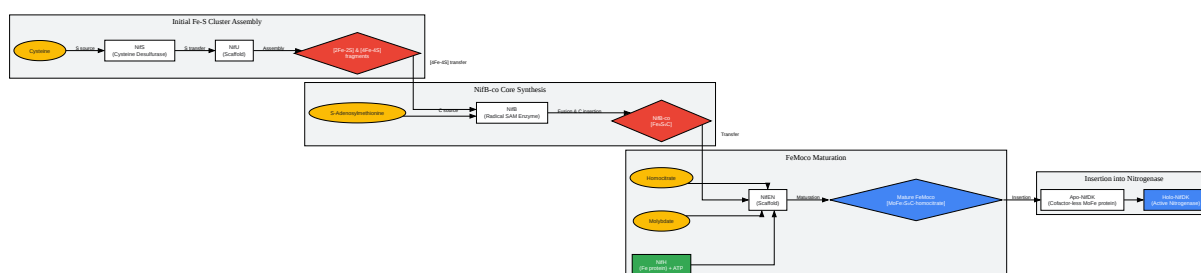 Initial Fe-S Cluster Assembly
Cysteine
S source
NifS
(Cysteine Desulfurase)
S transfer
NifU
(Scaffold)
Assembly
[2Fe-2S] & [4Fe-4S]
fragments
[4Fe-4S] transfer
NifB-co Core Synthesis
S-Adenosylmethionine
C source
NifB
(Radical SAM Enzyme)
Fusion & C insertion
NifB-co
[Fe₈S₉C]
Transfer
FeMoco Maturation
Homocitrate
Molybdate
NifH
(Fe protein) + ATP
NifEN
(Scaffold)
Maturation
Mature FeMoco
[MoFe₇S₉C-homocitrate]
Insertion
Insertion into Nitrogenase
Apo-NifDK
(Cofactor-less MoFe protein)
Holo-NifDK
(Active Nitrogenase)